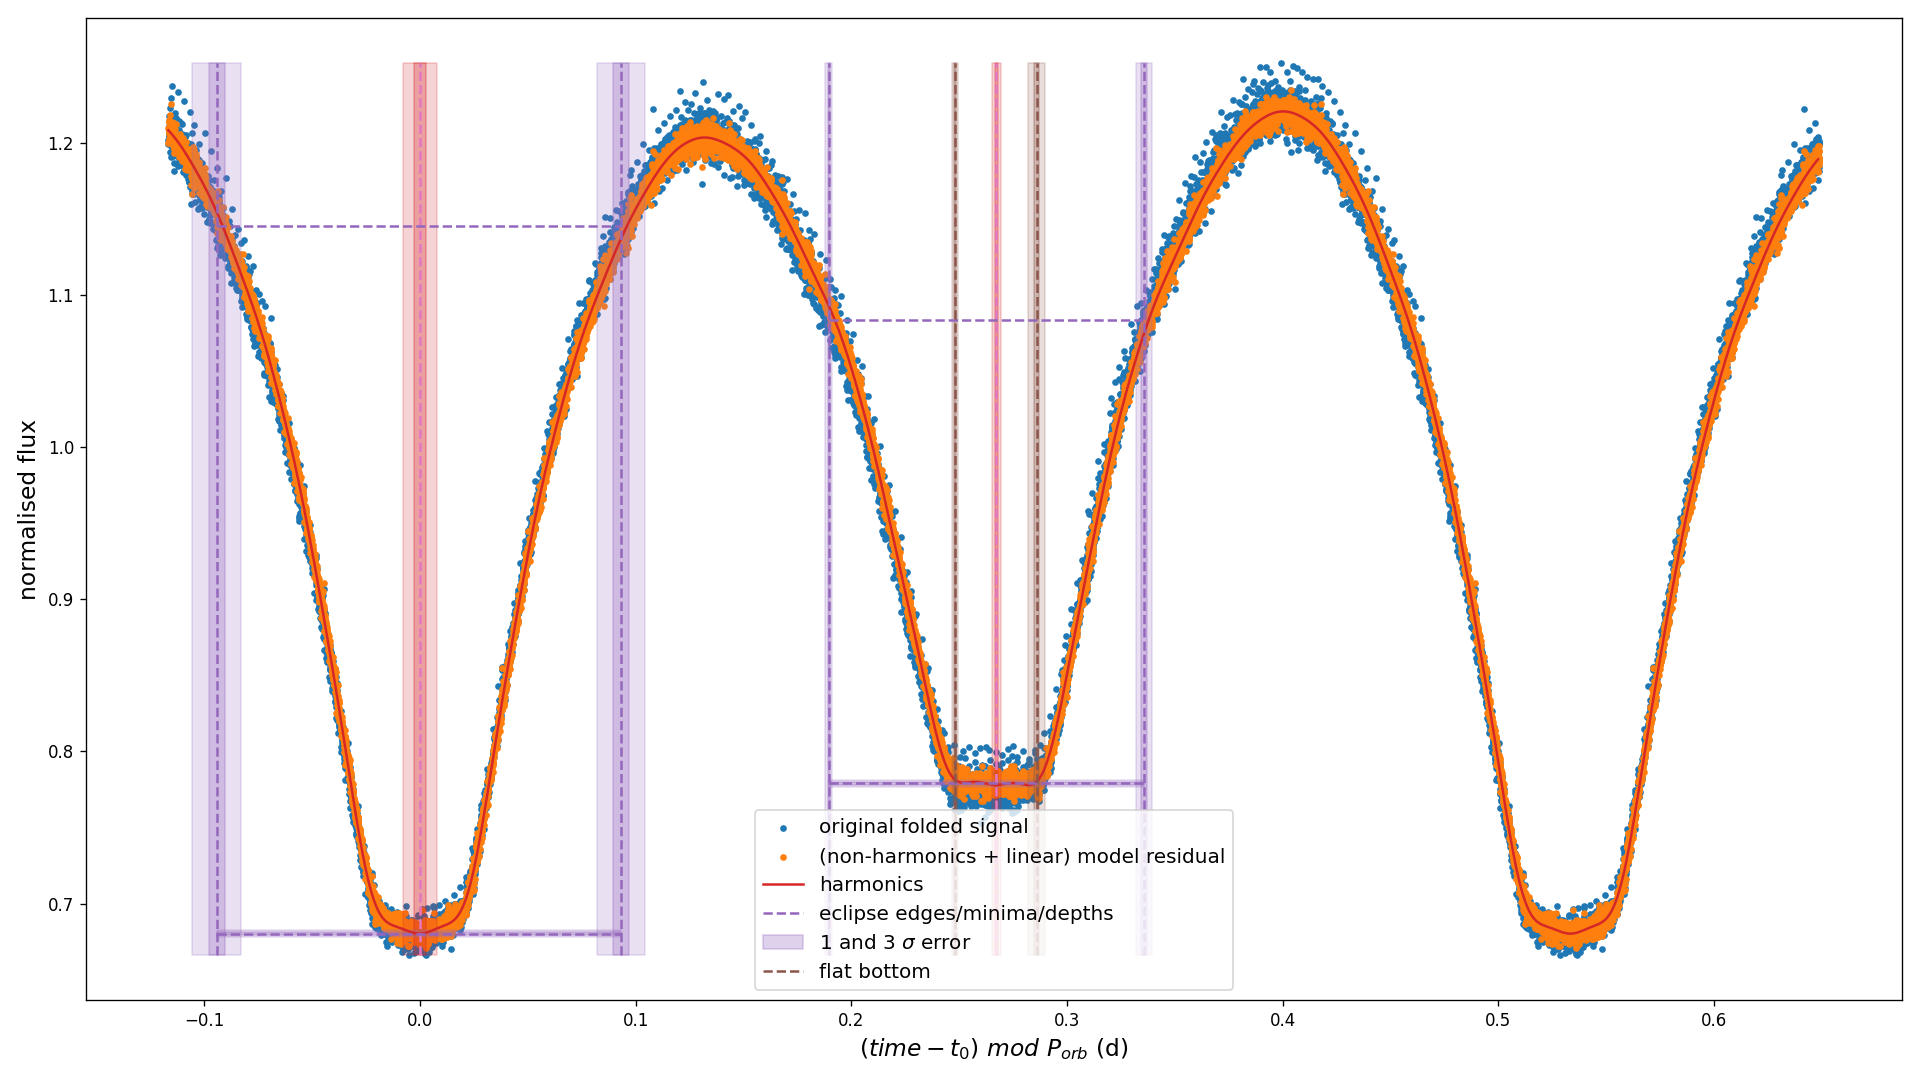 normalised flux
1.2
1.1
1.0
0.9
0.8
0.7
original folded signal
(non-harmonics + linear) model residual
harmonics
eclipse edges/minima/depths
1 and 3 σ error
flat bottom
−0.1 0.0 0.1 0.2 0.3 0.4 0.5 0.6
(time − t₀) mod Pₒᵣb (d)